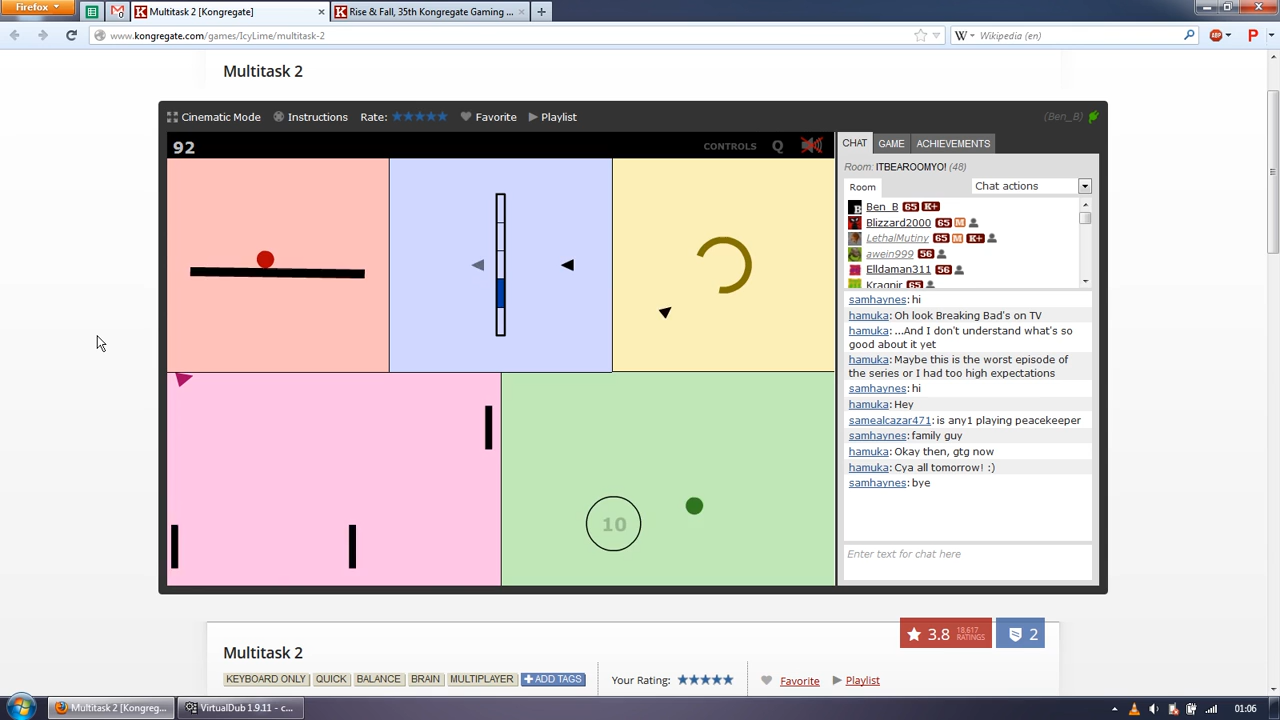 Firefox
Multitask 2 [Kongregate]
Rise & Fall, 35th Kongregate Gaming ...
www.kongregate.com/games/IcyLime/multitask-2
Wikipedia (en)
Multitask 2
Cinematic Mode
Instructions
Rate:
Favorite
Playlist
(Ben_B)
92
CONTROLS
Q
10
CHAT
GAME
ACHIEVEMENTS
Room: ITBEAROOMYO! (48)
Room
Chat actions
Ben_B 65 K+
Blizzard2000 65 M
LethalMutiny 65 M K+
awein999 56
Elldaman311 56
Kragnir 65
samhaynes: hi
hamuka: Oh look Breaking Bad's on TV
hamuka: ...And I don't understand what's so
good about it yet
hamuka: Maybe this is the worst episode of
the series or I had too high expectations
samhaynes: hi
hamuka: Hey
samealcazar471: is any1 playing peacekeeper
samhaynes: family guy
hamuka: Okay then, gtg now
hamuka: Cya all tomorrow! :)
samhaynes: bye
Enter text for chat here
3.8 18,617 RATINGS
2
Multitask 2
KEYBOARD ONLY
QUICK
BALANCE
BRAIN
MULTIPLAYER
ADD TAGS
Your Rating:
Favorite
Playlist
Multitask 2 [Kongreg...
VirtualDub 1.9.11 - c...
01:06